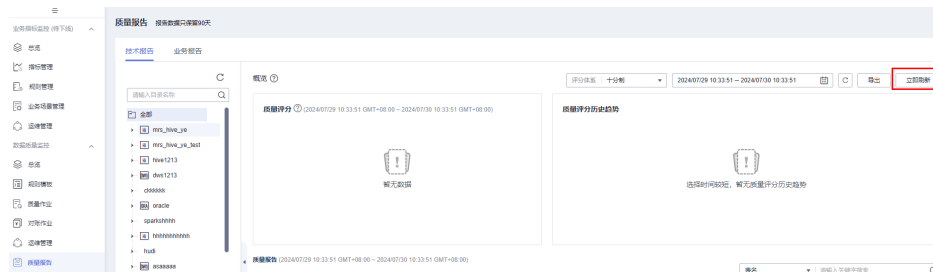 业务指标监控 (待下线)
总览
指标管理
规则管理
业务场景管理
运维管理
数据质量监控
总览
规则模板
质量作业
对账作业
运维管理
质量报告
质量报告 报告数据只保留90天
技术报告 业务报告
请输入目录名称
全部
mrs_hive_ye
mrs_hive_ye_test
hive1213
dws1213
ckkkkkk
oracle
sparkshhhh
hhhhhhhhhhh
hudi
asaaaaa
概览
评分体系 十分制
2024/07/29 10:33:51 – 2024/07/30 10:33:51
导出
立即刷新
质量评分 (2024/07/29 10:33:51 GMT+08:00 – 2024/07/30 10:33:51 GMT+08:00)
暂无数据
质量评分历史趋势
选择时间较短，暂无质量评分历史趋势
质量报告 (2024/07/29 10:33:51 GMT+08:00 – 2024/07/30 10:33:51 GMT+08:00)
表名
请输入关键字搜索